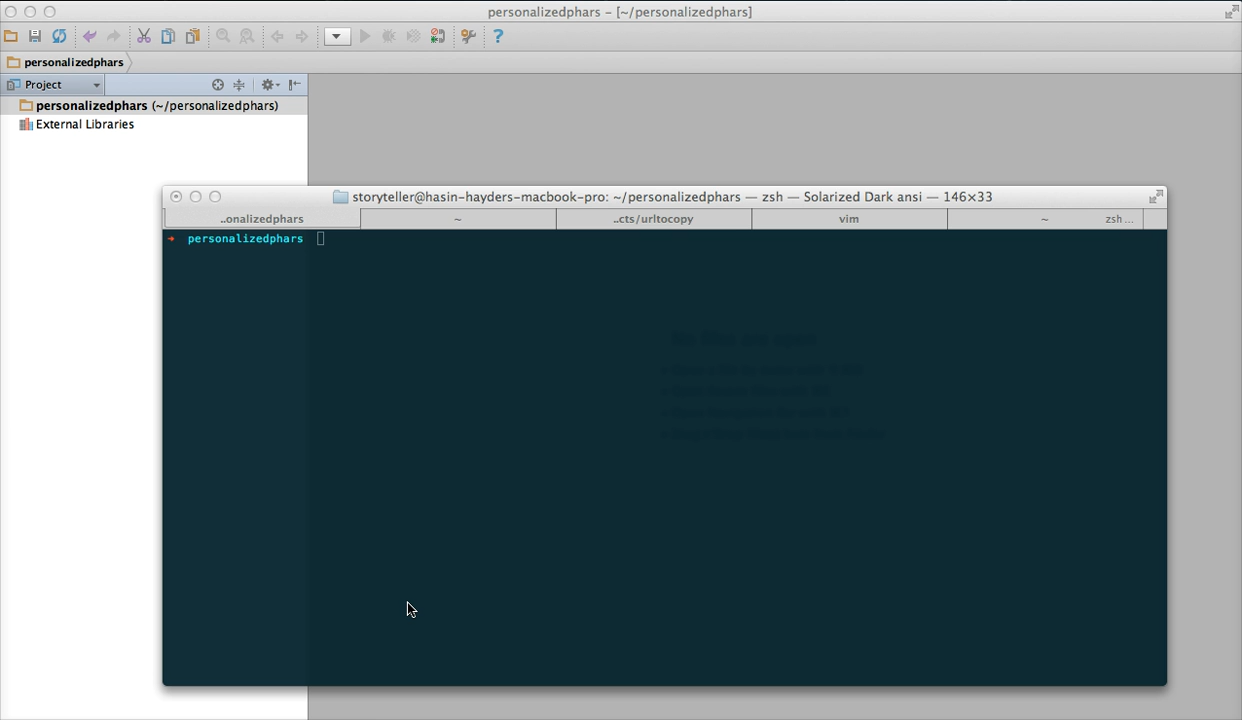 personalizedphars – [~/personalizedphars]
personalizedphars
Project
personalizedphars (~/personalizedphars)
External Libraries
storyteller@hasin-hayders-macbook-pro: ~/personalizedphars — zsh — Solarized Dark ansi — 146×33
..onalizedphars
~
..cts/urltocopy
vim
~
zsh ...
➜ personalizedphars